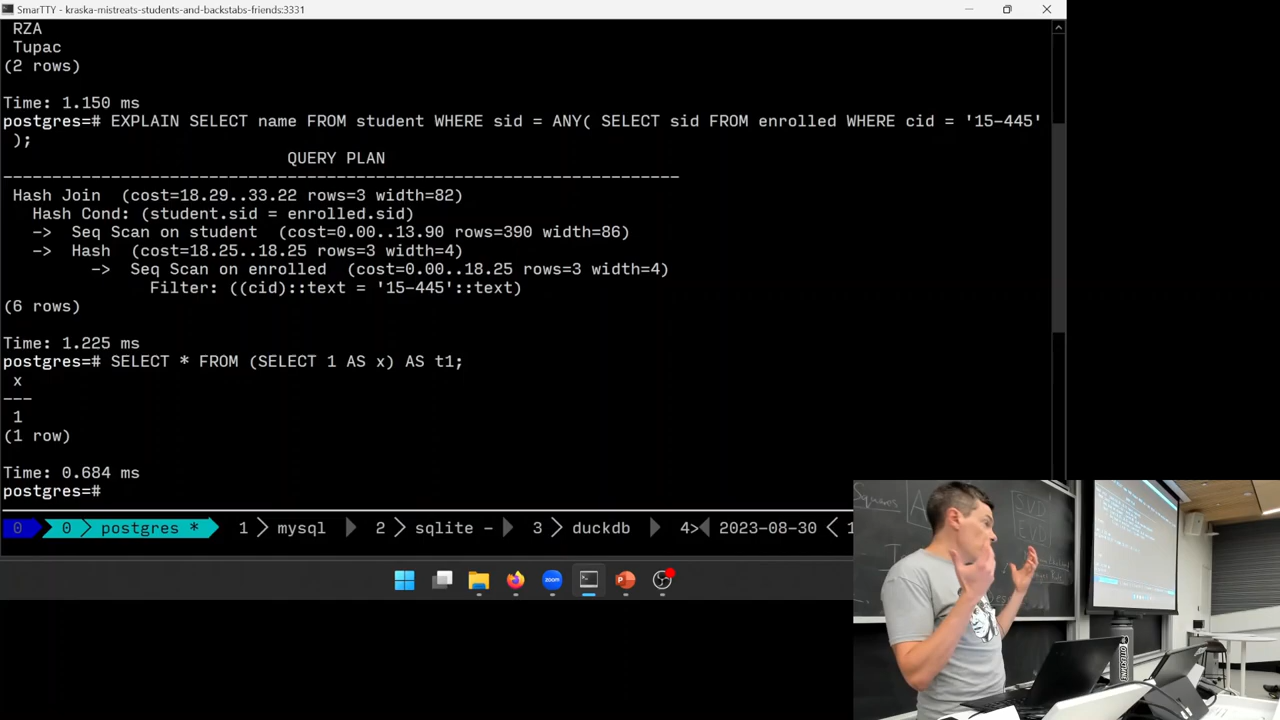 SmarTTY - kraska-mistreats-students-and-backstabs-friends:3331
RZA
Tupac
(2 rows)
Time: 1.150 ms
postgres=# EXPLAIN SELECT name FROM student WHERE sid = ANY( SELECT sid FROM enrolled WHERE cid = '15-445'
);
QUERY PLAN
---------------------------------------------------------------------
Hash Join  (cost=18.29..33.22 rows=3 width=82)
Hash Cond: (student.sid = enrolled.sid)
->  Seq Scan on student  (cost=0.00..13.90 rows=390 width=86)
->  Hash  (cost=18.25..18.25 rows=3 width=4)
->  Seq Scan on enrolled  (cost=0.00..18.25 rows=3 width=4)
Filter: ((cid)::text = '15-445'::text)
(6 rows)
Time: 1.225 ms
postgres=# SELECT * FROM (SELECT 1 AS x) AS t1;
x
---
1
(1 row)
Time: 0.684 ms
postgres=#
0 0 postgres * 1 mysql 2 sqlite - 3 duckdb 4> 2023-08-30 1
zoom
Squares
SVD
EVD